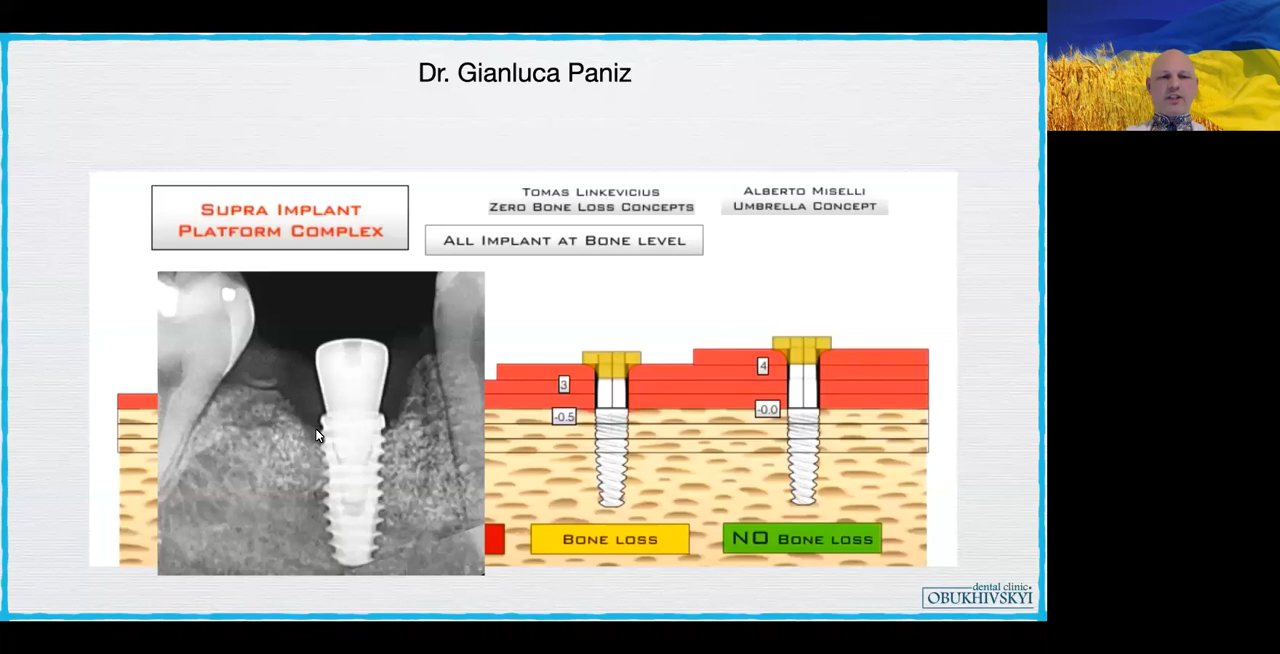 Dr. Gianluca Paniz
SUPRA IMPLANT
PLATFORM COMPLEX
TOMAS LINKEVICIUS
ZERO BONE LOSS CONCEPTS
ALBERTO MISELLI
UMBRELLA CONCEPT
ALL IMPLANT AT BONE LEVEL
3
-0.5
4
-0.0
BONE LOSS
NO BONE LOSS
dental clinic
OBUKHIVSKYI